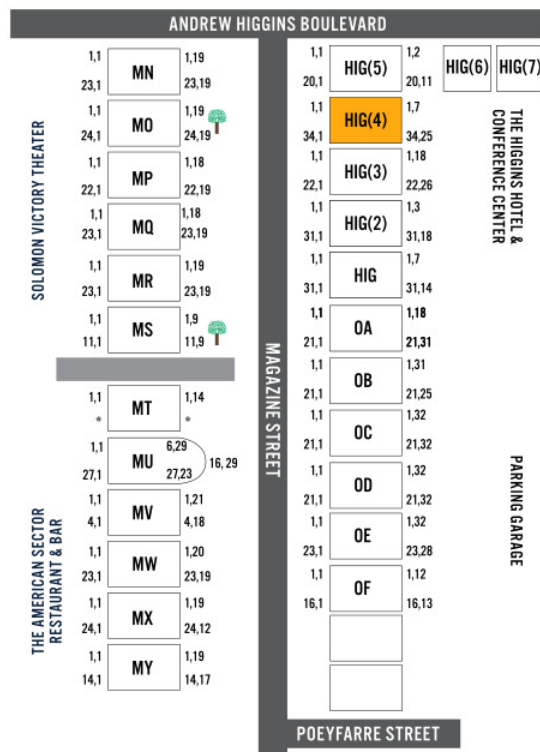 ANDREW HIGGINS BOULEVARD
SOLOMON VICTORY THEATER
1,1 MN 1,19
23,1 23,19
1,1 MO 1,19
24,1 24,19
1,1 MP 1,18
22,1 22,19
1,1 MQ 1,18
23,1 23,19
1,1 MR 1,19
23,1 23,19
1,1 MS 1,9
11,1 11,9
THE AMERICAN SECTOR
RESTAURANT & BAR
1,1 MT 1,14
* *
1,1 MU 6,29
16,29
27,1 27,23
1,1 MV 1,21
4,1 4,18
1,1 MW 1,20
23,1 23,19
1,1 MX 1,19
24,1 24,12
1,1 MY 1,19
14,1 14,17
MAGAZINE STREET
1,1 HIG(5) 1,2
20,1 20,11
HIG(6) HIG(7)
1,1 HIG(4) 1,7
34,1 34,25
1,1 HIG(3) 1,18
22,1 22,26
1,1 HIG(2) 1,3
31,1 31,18
1,1 HIG 1,7
31,1 31,14
1,1 OA 1,18
21,1 21,31
1,1 OB 1,31
21,1 21,25
1,1 OC 1,32
21,1 21,32
1,1 OD 1,32
21,1 21,32
1,1 OE 1,32
23,1 23,28
1,1 OF 1,12
16,1 16,13
THE HIGGINS HOTEL &
CONFERENCE CENTER
PARKING GARAGE
POEYFARRE STREET